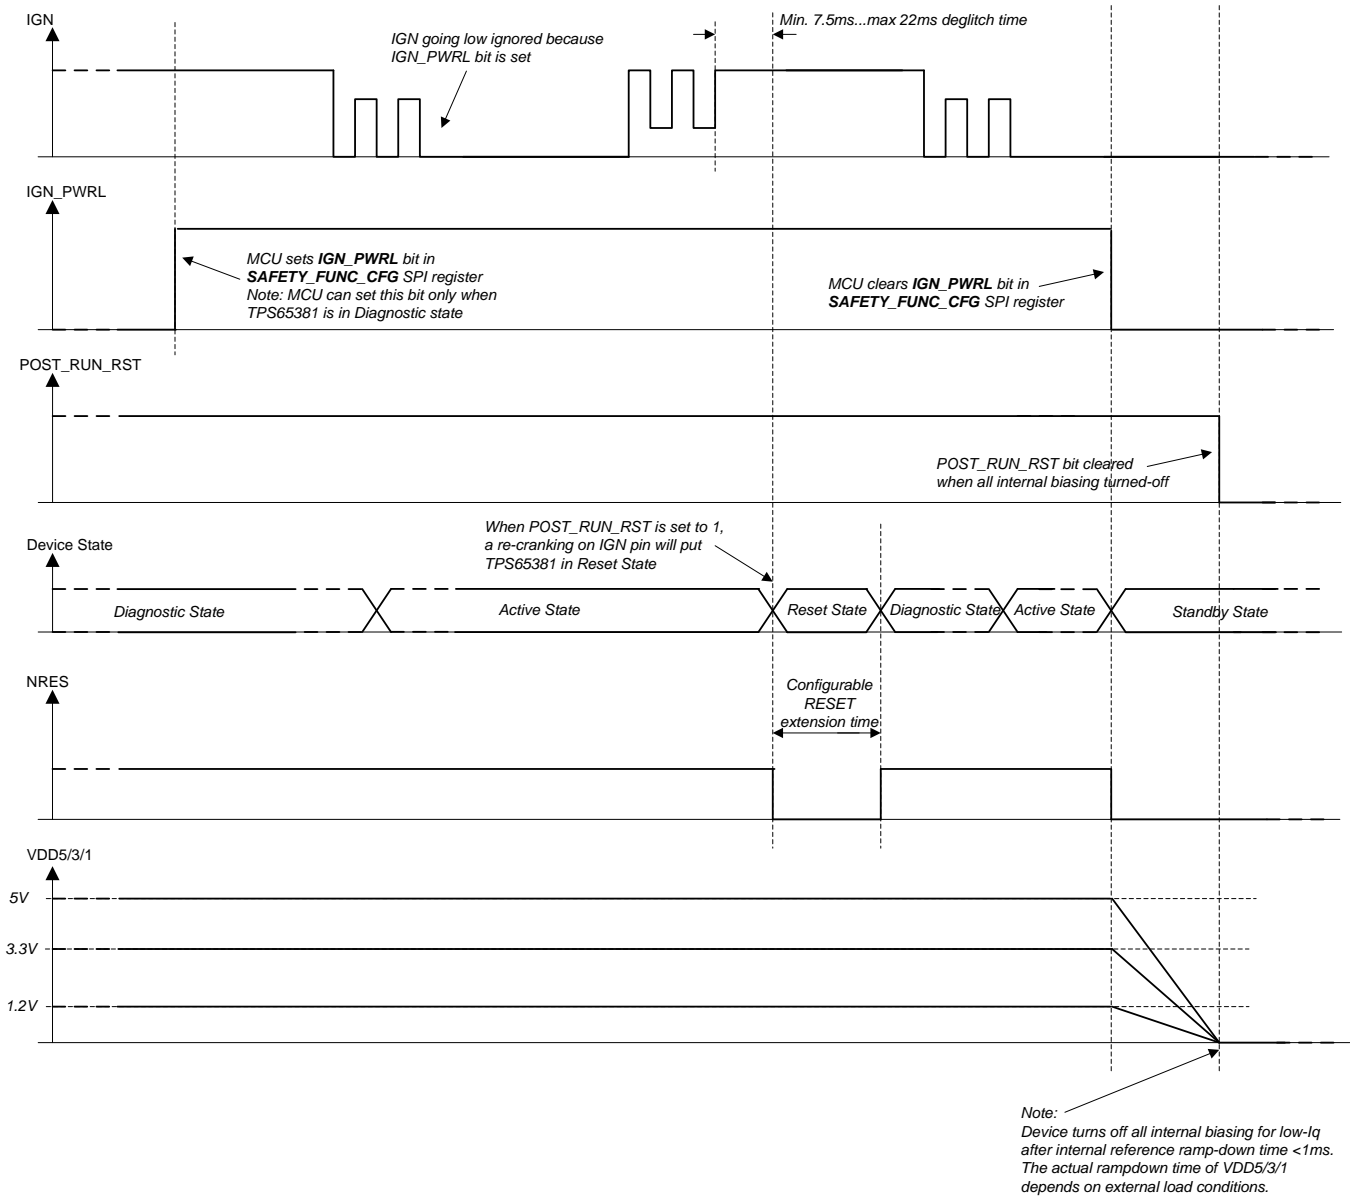 IGN
Min. 7.5ms...max 22ms deglitch time
IGN going low ignored because
IGN_PWRL bit is set
IGN_PWRL
MCU sets IGN_PWRL bit in
SAFETY_FUNC_CFG SPI register
Note: MCU can set this bit only when
TPS65381 is in Diagnostic state
MCU clears IGN_PWRL bit in
SAFETY_FUNC_CFG SPI register
POST_RUN_RST
POST_RUN_RST bit cleared
when all internal biasing turned-off
When POST_RUN_RST is set to 1,
a re-cranking on IGN pin will put
TPS65381 in Reset State
Device State
Diagnostic State
Active State
Reset State
Diagnostic State
Active State
Standby State
NRES
Configurable
RESET
extension time
VDD5/3/1
5V
3.3V
1.2V
Note:
Device turns off all internal biasing for low-Iq
after internal reference ramp-down time <1ms.
The actual rampdown time of VDD5/3/1
depends on external load conditions.